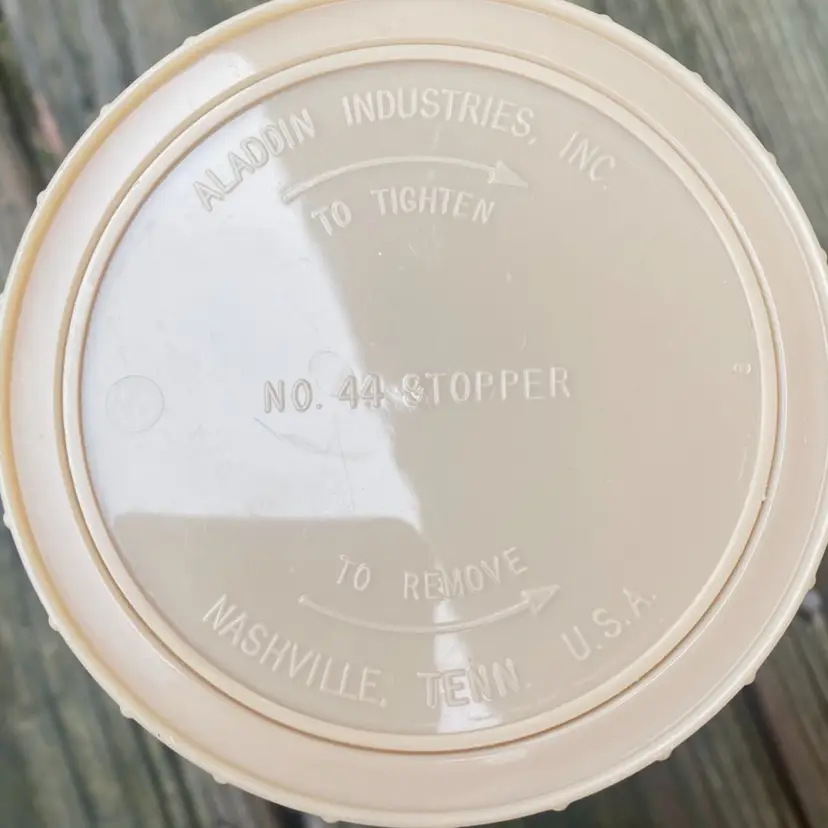 ALADDIN INDUSTRIES, INC.
TO TIGHTEN
NO. 44 STOPPER
TO REMOVE
NASHVILLE, TENN. U.S.A.